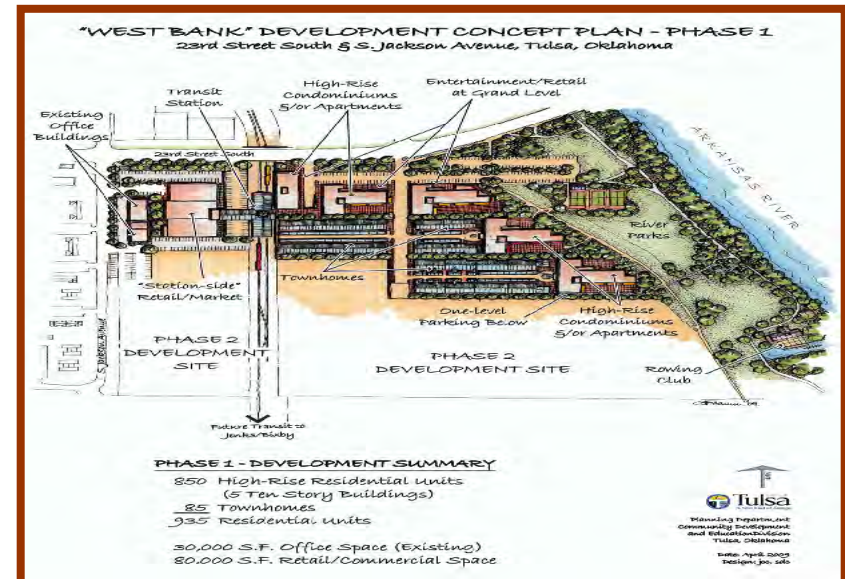 "WEST BANK" DEVELOPMENT CONCEPT PLAN - PHASE 1
23rd Street South & S. Jackson Avenue, Tulsa, Oklahoma
Existing
Office
Buildings
Transit
Station
High-Rise
Condominiums
&/or Apartments
Entertainment/Retail
at Grand Level
23rd Street South
ARKANSAS RIVER
River
Parks
"Station-side"
Retail/Market
Townhomes
One-level
Parking Below
High-Rise
Condominiums
&/or Apartments
Rowing
Club
S. Jackson Avenue
PHASE 2
DEVELOPMENT
SITE
PHASE 2
DEVELOPMENT SITE
Future Transit to
Jenks/Bixby
PHASE 1 - DEVELOPMENT SUMMARY
850 High-Rise Residential Units
(5 Ten Story Buildings)
85 Townhomes
935 Residential Units
30,000 S.F. Office Space (Existing)
80,000 S.F. Retail/Commercial Space
Tulsa
Planning Department
Community Development
and Education Division
Tulsa, Oklahoma
Date: April 2009
Design: joc, sdc